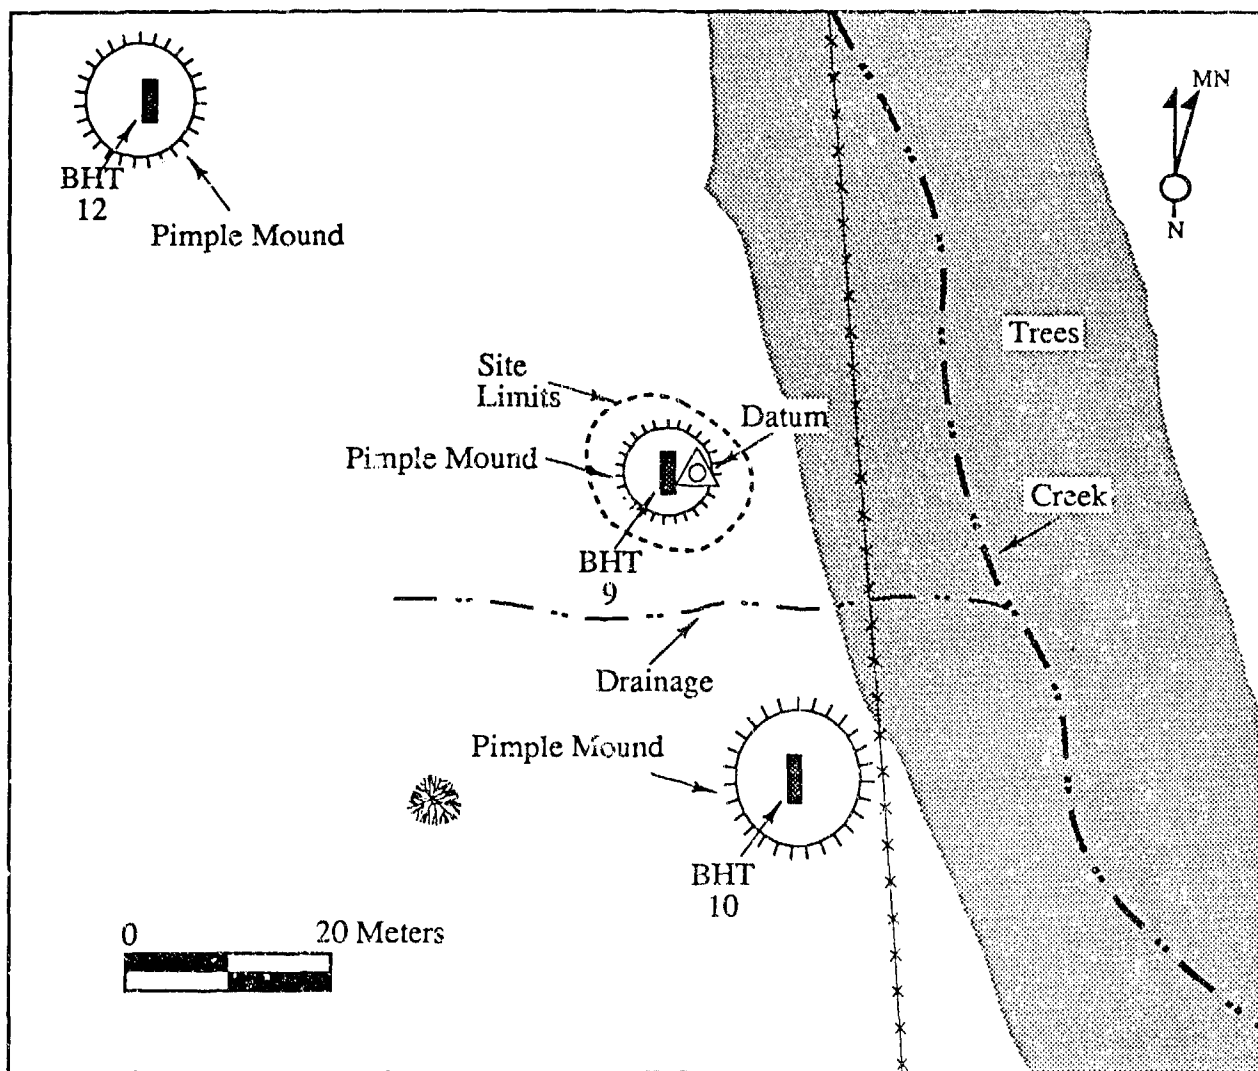 MN
N
BHT
12
Pimple Mound
Trees
Site
Limits
Datum
Pimple Mound
Creek
BHT
9
Drainage
Pimple Mound
BHT
10
0 20 Meters